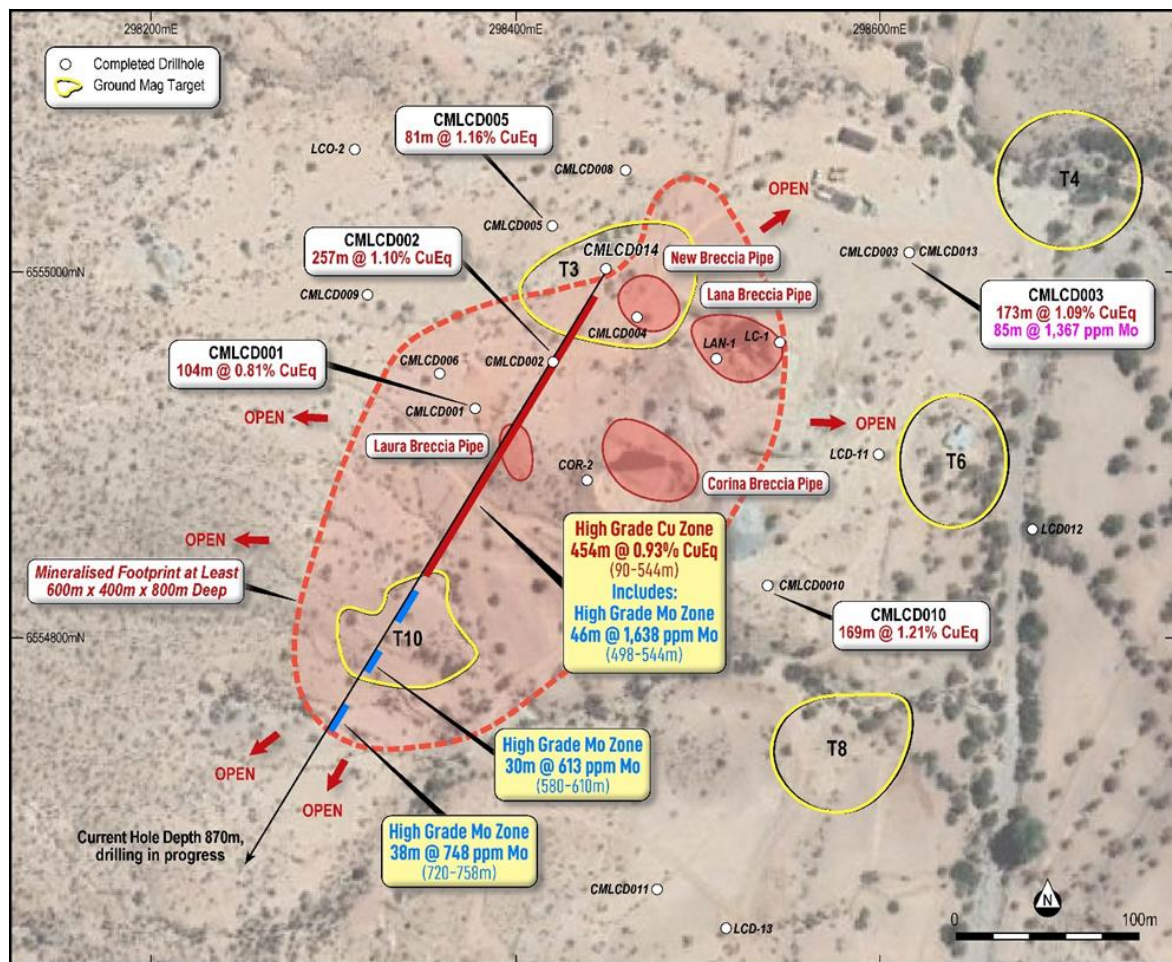 298200mE
298400mE
298600mE
Completed Drillhole
Ground Mag Target
CMLCD005
81m @ 1.16% CuEq
LCO-2
CMLCD008
T4
OPEN
CMLCD005
CMLCD002
257m @ 1.10% CuEq
CMLCD014
New Breccia Pipe
CMLCD003
CMLCD013
6555000mN
T3
Lana Breccia Pipe
CMLCD009
CMLCD003
173m @ 1.09% CuEq
85m @ 1,367 ppm Mo
CMLCD004
LC-1
LAN-1
CMLCD001
104m @ 0.81% CuEq
CMLCD006
CMLCD002
CMLCD001
OPEN
OPEN
Laura Breccia Pipe
LCD-11
T6
COR-2
Corina Breccia Pipe
High Grade Cu Zone
454m @ 0.93% CuEq
(90-544m)
Includes:
High Grade Mo Zone
46m @ 1,638 ppm Mo
(498-544m)
LCD012
OPEN
Mineralised Footprint at Least
600m x 400m x 800m Deep
CMLCD0010
CMLCD010
169m @ 1.21% CuEq
6554800mN
T10
T8
High Grade Mo Zone
30m @ 613 ppm Mo
(580-610m)
OPEN
OPEN
Current Hole Depth 870m,
drilling in progress
High Grade Mo Zone
38m @ 748 ppm Mo
(720-758m)
CMLCD011
LCD-13
N
0
100m